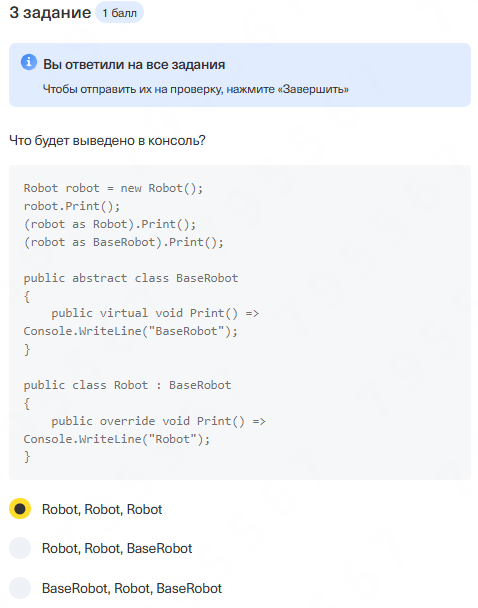 3 задание 1 балл
Вы ответили на все задания
Чтобы отправить их на проверку, нажмите «Завершить»
Что будет выведено в консоль?
Robot robot = new Robot();
robot.Print();
(robot as Robot).Print();
(robot as BaseRobot).Print();
public abstract class BaseRobot
{
    public virtual void Print() =>
Console.WriteLine("BaseRobot");
}
public class Robot : BaseRobot
{
    public override void Print() =>
Console.WriteLine("Robot");
}
Robot, Robot, Robot
Robot, Robot, BaseRobot
BaseRobot, Robot, BaseRobot